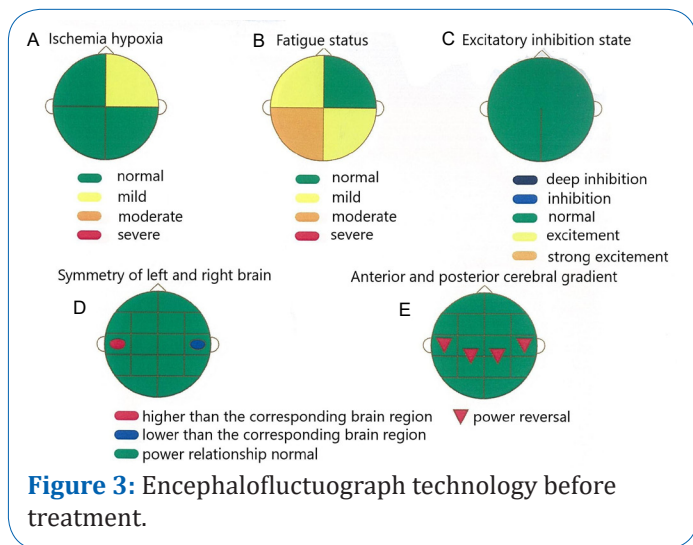 A Ischemia hypoxia
B Fatigue status
C Excitatory inhibition state
normal
mild
moderate
severe
normal
mild
moderate
severe
deep inhibition
inhibition
normal
excitement
strong excitement
Symmetry of left and right brain
Anterior and posterior cerebral gradient
D
E
higher than the corresponding brain region
lower than the corresponding brain region
power relationship normal
power reversal
Figure 3: Encephalofluctuograph technology before
treatment.